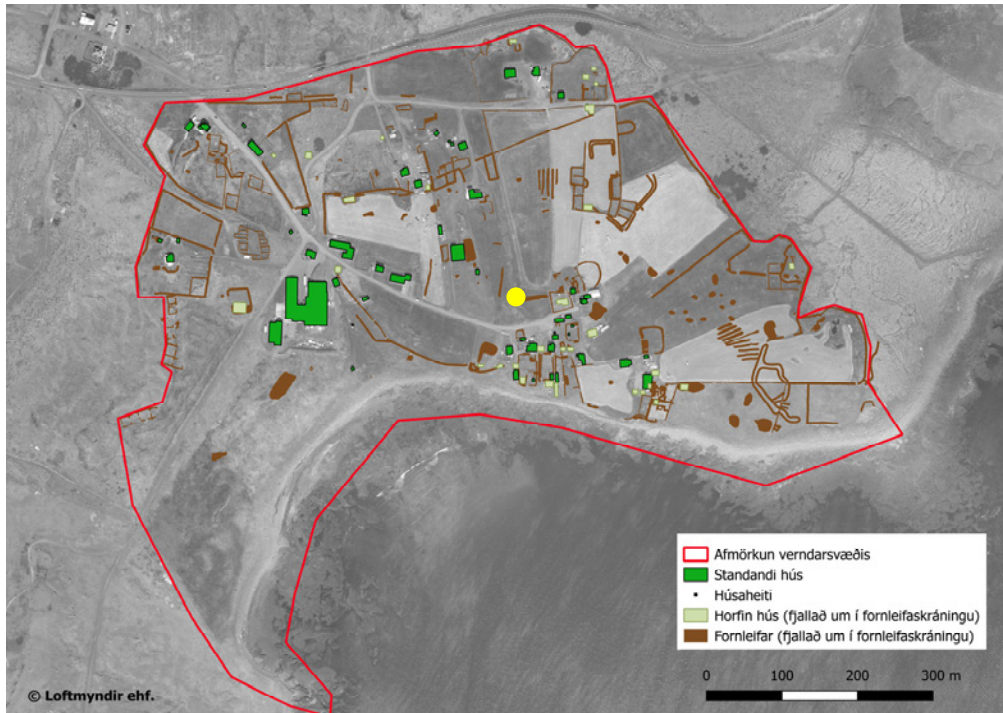 Afmörkun verndarsvæðis
Standandi hús
Húsaheiti
Horfin hús (fjallað um í fornleifaskráningu)
Fornleifar (fjallað um í fornleifaskráningu)
0 100 200 300 m
© Loftmyndir ehf.